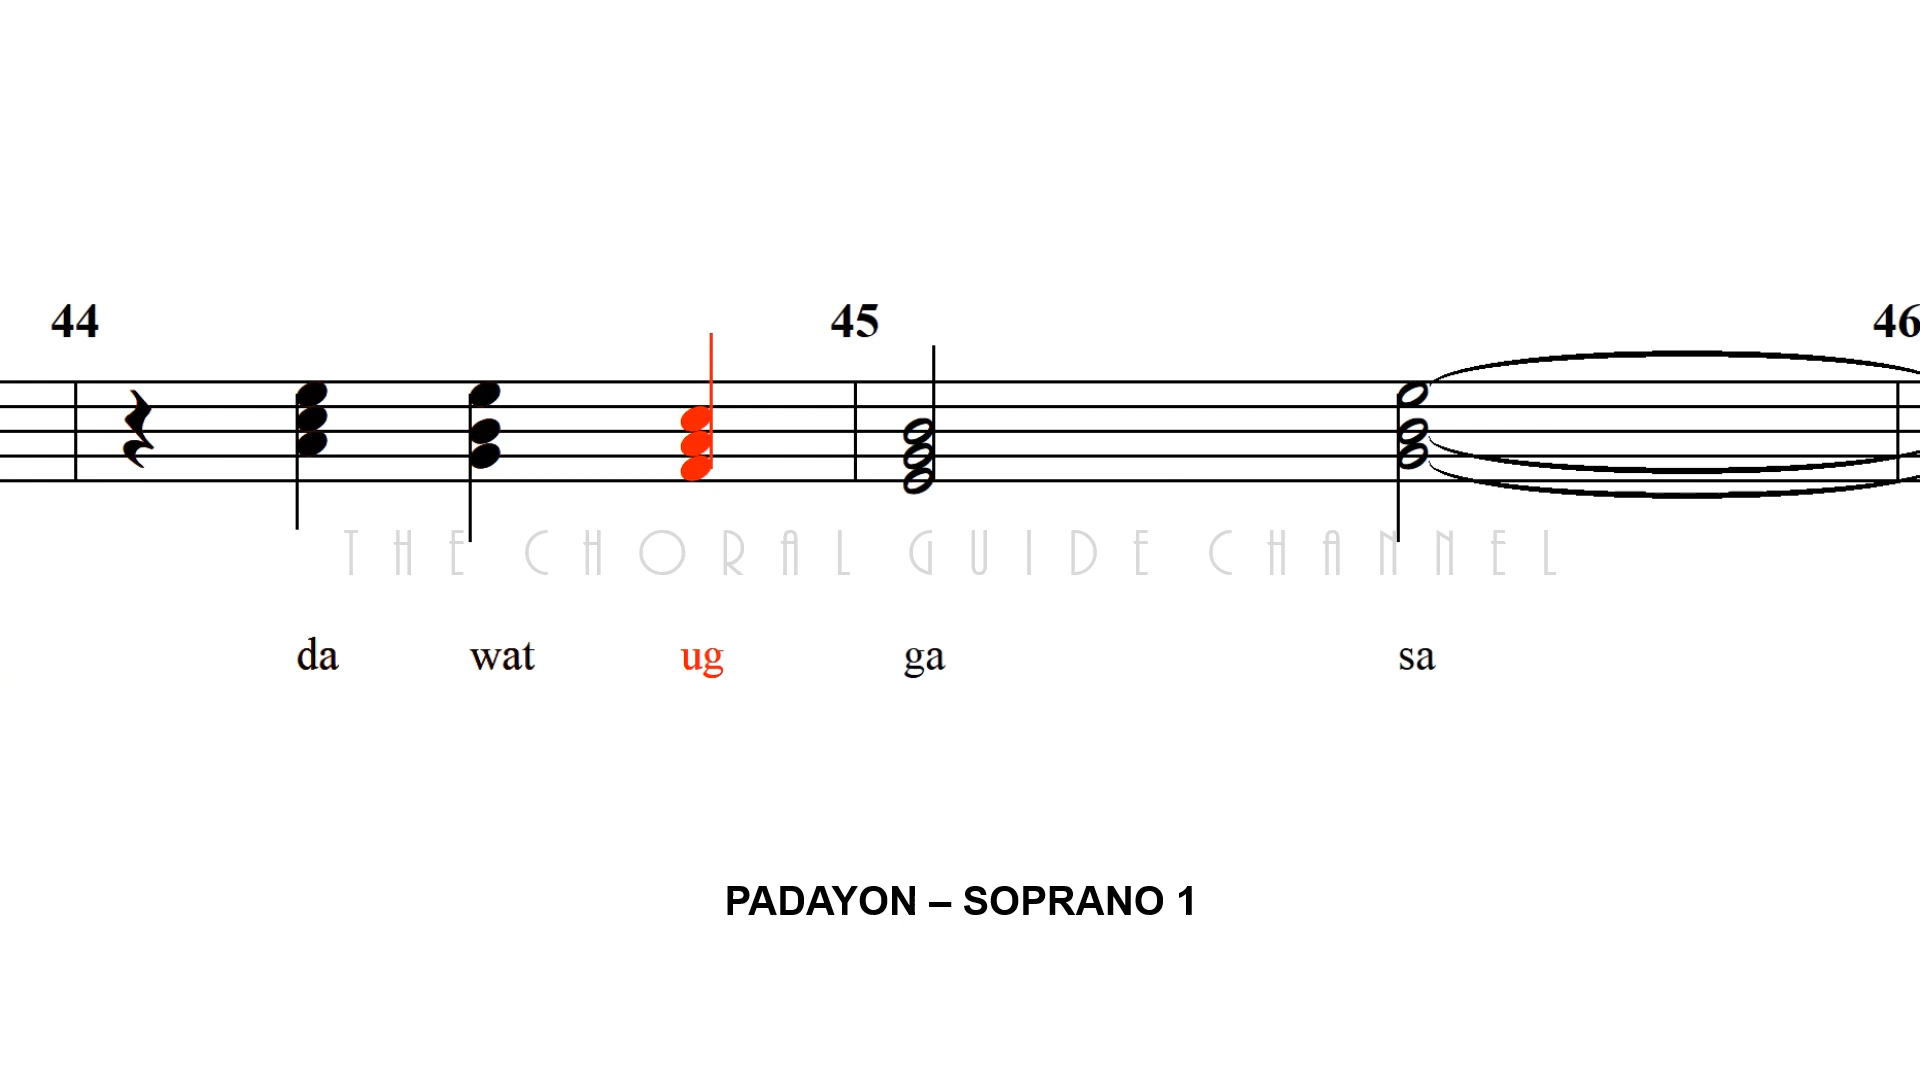 44 45 46
THE CHORAL GUIDE CHANNEL
da wat ug ga sa
PADAYON – SOPRANO 1